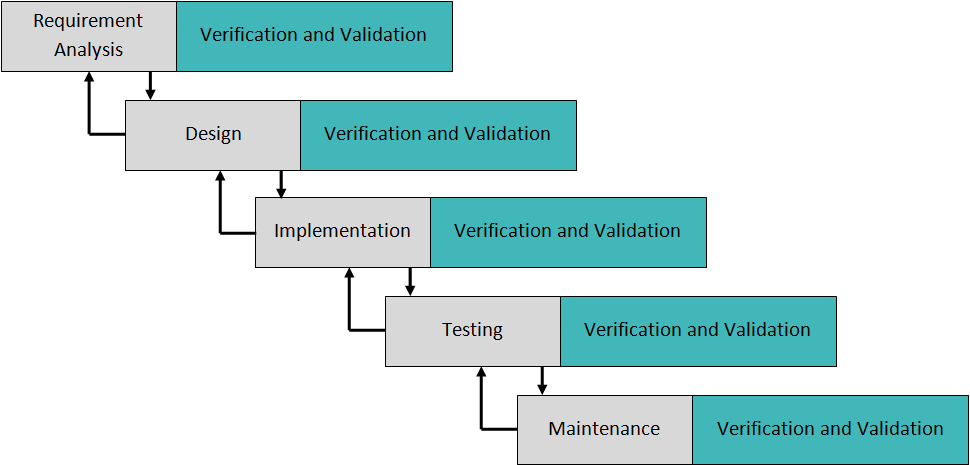 Requirement
Analysis
Verification and Validation
Design
Verification and Validation
Implementation
Verification and Validation
Testing
Verification and Validation
Maintenance
Verification and Validation